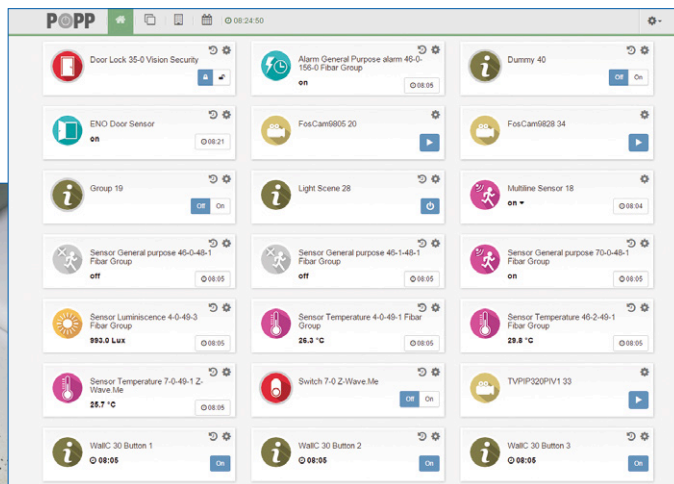 POPP
08:24:50
Door Lock 35-0 Vision Security
Alarm General Purpose alarm 46-0-
156-0 Fibar Group
on
08:05
Dummy 40
Off On
ENO Door Sensor
on
08:21
FosCam9805 20
FosCam9828 34
Group 19
Off On
Light Scene 28
Multiline Sensor 18
on
08:04
Sensor General purpose 46-0-48-1
Fibar Group
off
08:05
Sensor General purpose 46-1-48-1
Fibar Group
off
08:05
Sensor General purpose 70-0-48-1
Fibar Group
on
08:05
Sensor Luminiscence 4-0-49-3
Fibar Group
993.0 Lux
08:05
Sensor Temperature 4-0-49-1 Fibar
Group
26.3 °C
08:05
Sensor Temperature 46-2-49-1
Fibar Group
29.8 °C
08:05
Sensor Temperature 7-0-49-1 Z-
Wave.Me
25.7 °C
08:05
Switch 7-0 Z-Wave.Me
Off On
TVPIP320PIV1 33
WallC 30 Button 1
08:05
On
WallC 30 Button 2
08:05
On
WallC 30 Button 3
08:05
On